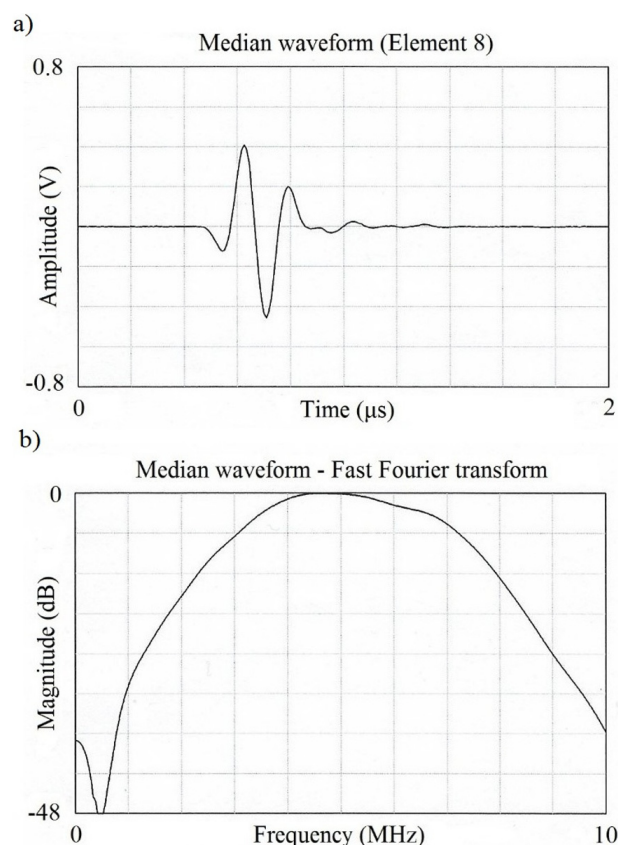 a)
Median waveform (Element 8)
0.8
Amplitude (V)
-0.8
0
Time (μs)
2
b)
Median waveform - Fast Fourier transform
0
Magnitude (dB)
-48
0
Frequency (MHz)
10